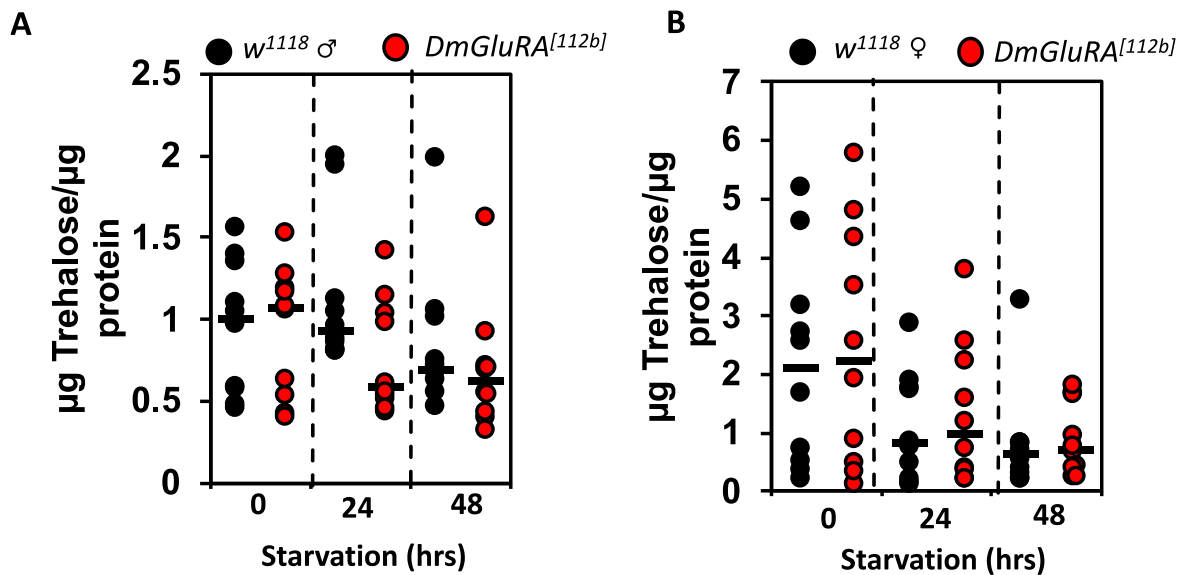 A
w1118 ♂ DmGluRA[112b]
2.5
2
1.5
1
0.5
0
µg Trehalose/µg
protein
0 24 48
Starvation (hrs)
B
w1118 ♀ DmGluRA[112b]
7
6
5
4
3
2
1
0
µg Trehalose/µg
protein
0 24 48
Starvation (hrs)